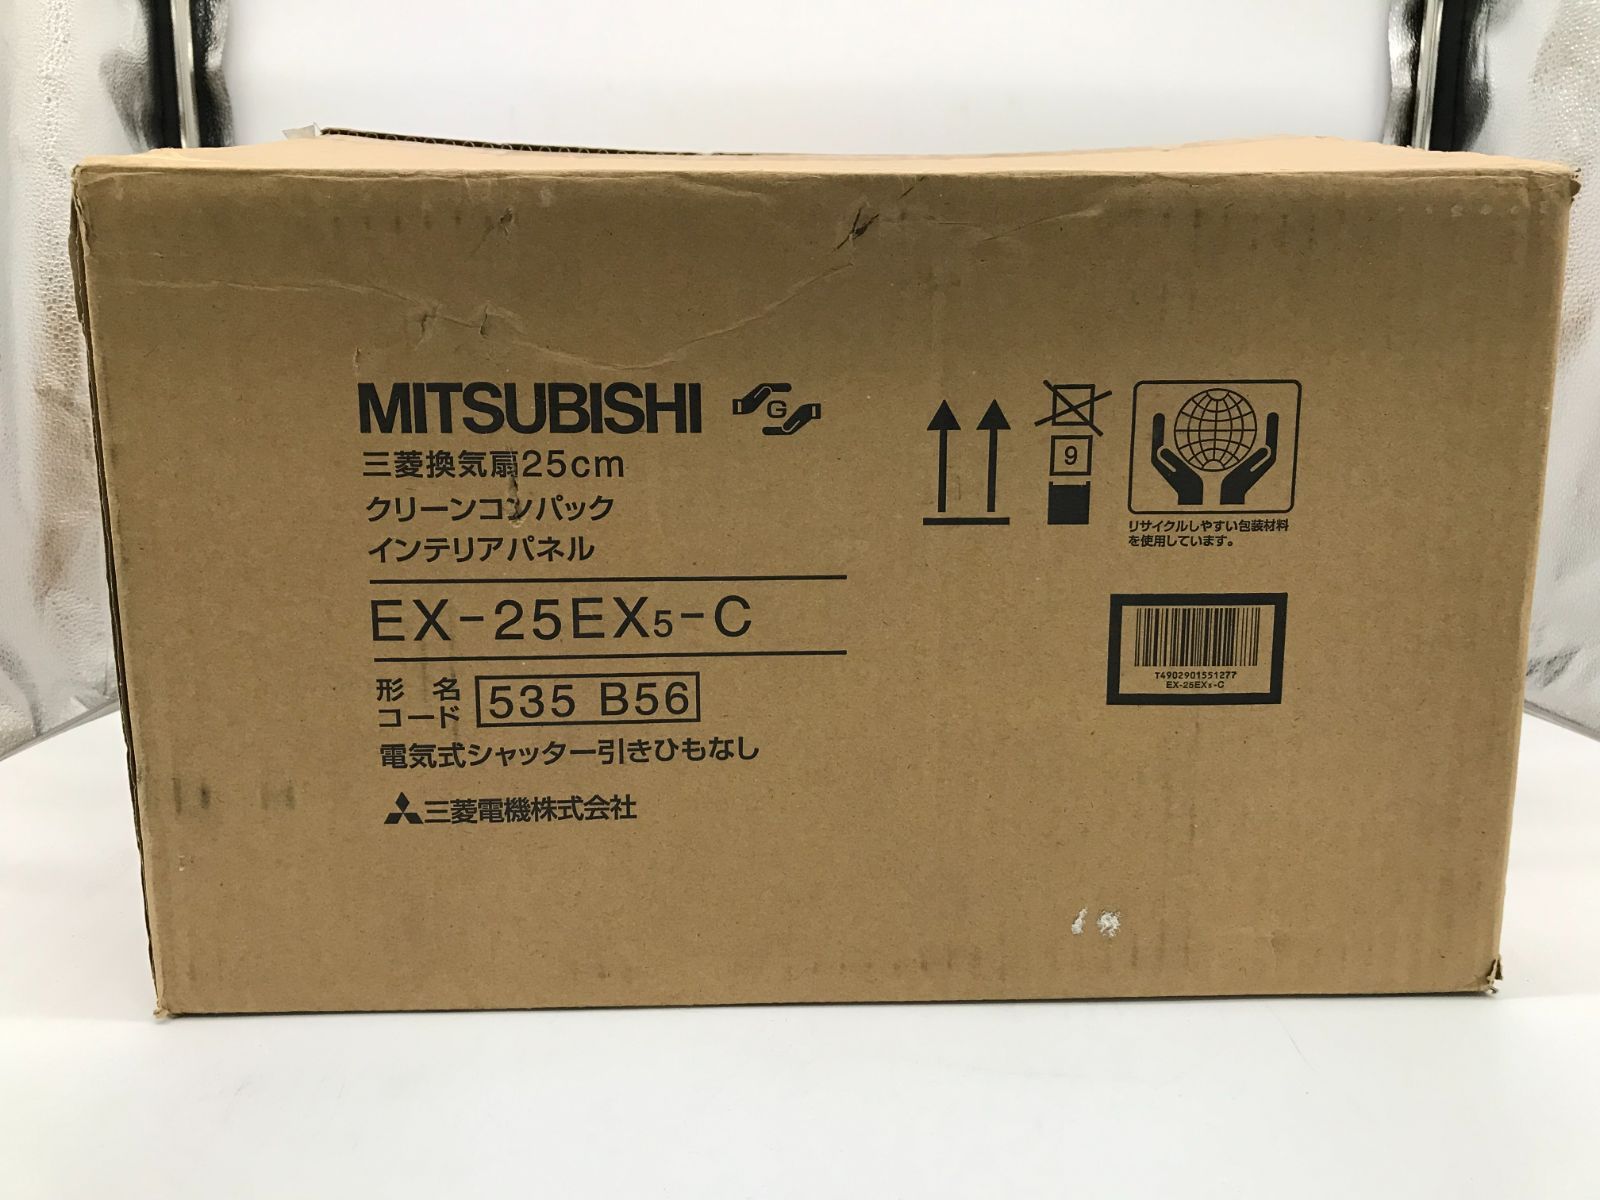 MITSUBISHI G
三菱換気扇25cm
クリーンコンパック
インテリアパネル
EX-25EX5-C
形名
コード 535 B56
電気式シャッター引きひもなし
三菱電機株式会社
9
リサイクルしやすい包装材料
を使用しています。
T4902901551277
EX-25EX5-C